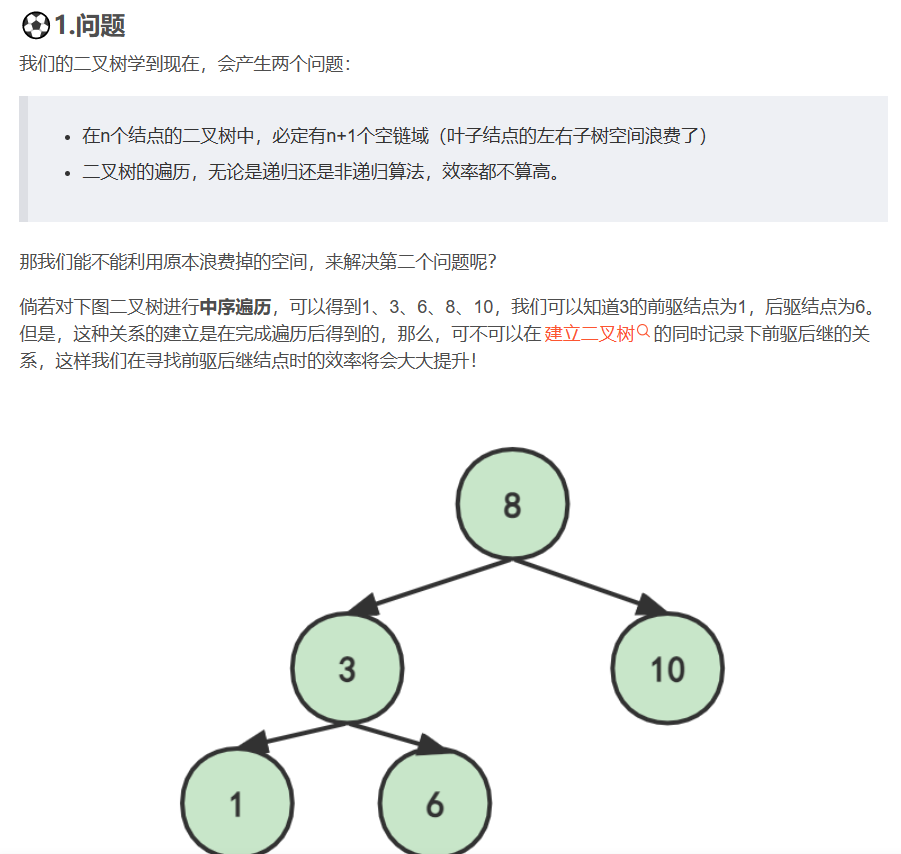 1.问题
我们的二叉树学到现在，会产生两个问题：
在n个结点的二叉树中，必定有n+1个空链域（叶子结点的左右子树空间浪费了）
二叉树的遍历，无论是递归还是非递归算法，效率都不算高。
那我们能不能利用原本浪费掉的空间，来解决第二个问题呢？
倘若对下图二叉树进行中序遍历，可以得到1、3、6、8、10，我们可以知道3的前驱结点为1，后驱结点为6。
但是，这种关系的建立是在完成遍历后得到的，那么，可不可以在 建立二叉树 的同时记录下前驱后继的关
系，这样我们在寻找前驱后继结点时的效率将会大大提升！
8
3
10
1
6